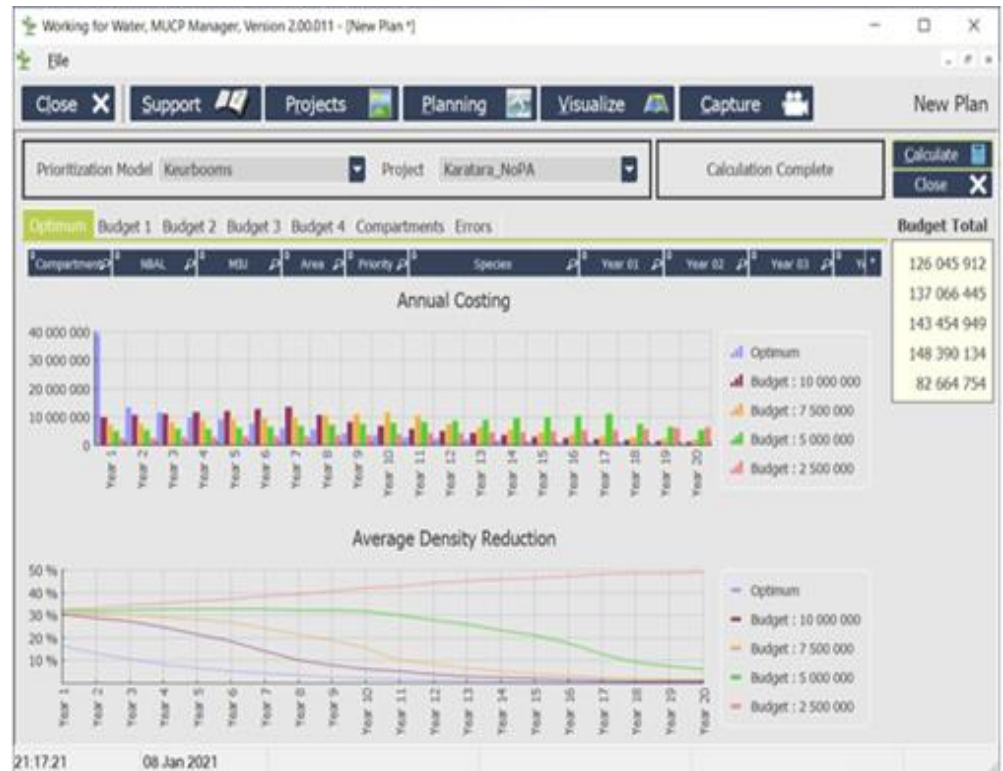 Working for Water, MUCP Manager, Version 2.00.011 - [New Plan *]
File
Close Support Projects Planning Visualize Capture New Plan
Prioritization Model Keurbooms Project Karatara_NoPA Calculation Complete Calculate
Close
Optimum Budget 1 Budget 2 Budget 3 Budget 4 Compartments Errors Budget Total
Compartment NBAL MIU Area Priority Species Year 01 Year 02 Year 03
126 045 912
137 066 445
143 454 949
148 390 134
82 664 754
Annual Costing
40 000 000
30 000 000
20 000 000
10 000 000
0
Year 1 Year 2 Year 3 Year 4 Year 5 Year 6 Year 7 Year 8 Year 9 Year 10 Year 11 Year 12 Year 13 Year 14 Year 15 Year 16 Year 17 Year 18 Year 19 Year 20
Optimum
Budget : 10 000 000
Budget : 7 500 000
Budget : 5 000 000
Budget : 2 500 000
Average Density Reduction
50 %
40 %
30 %
20 %
10 %
Year 1 Year 2 Year 3 Year 4 Year 5 Year 6 Year 7 Year 8 Year 9 Year 10 Year 11 Year 12 Year 13 Year 14 Year 15 Year 16 Year 17 Year 18 Year 19 Year 20
Optimum
Budget : 10 000 000
Budget : 7 500 000
Budget : 5 000 000
Budget : 2 500 000
21:17:21 08 Jan 2021